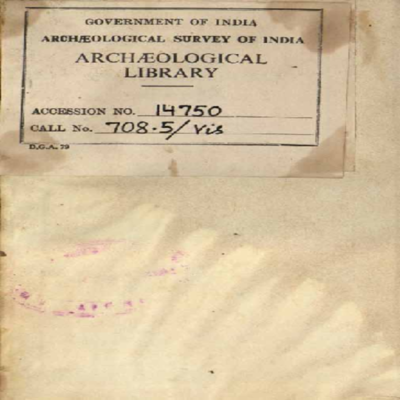 GOVERNMENT OF INDIA
ARCHÆOLOGICAL SURVEY OF INDIA
ARCHÆOLOGICAL
LIBRARY
ACCESSION NO. 14750
CALL No. 708.5/Vis
D.G.A. 79